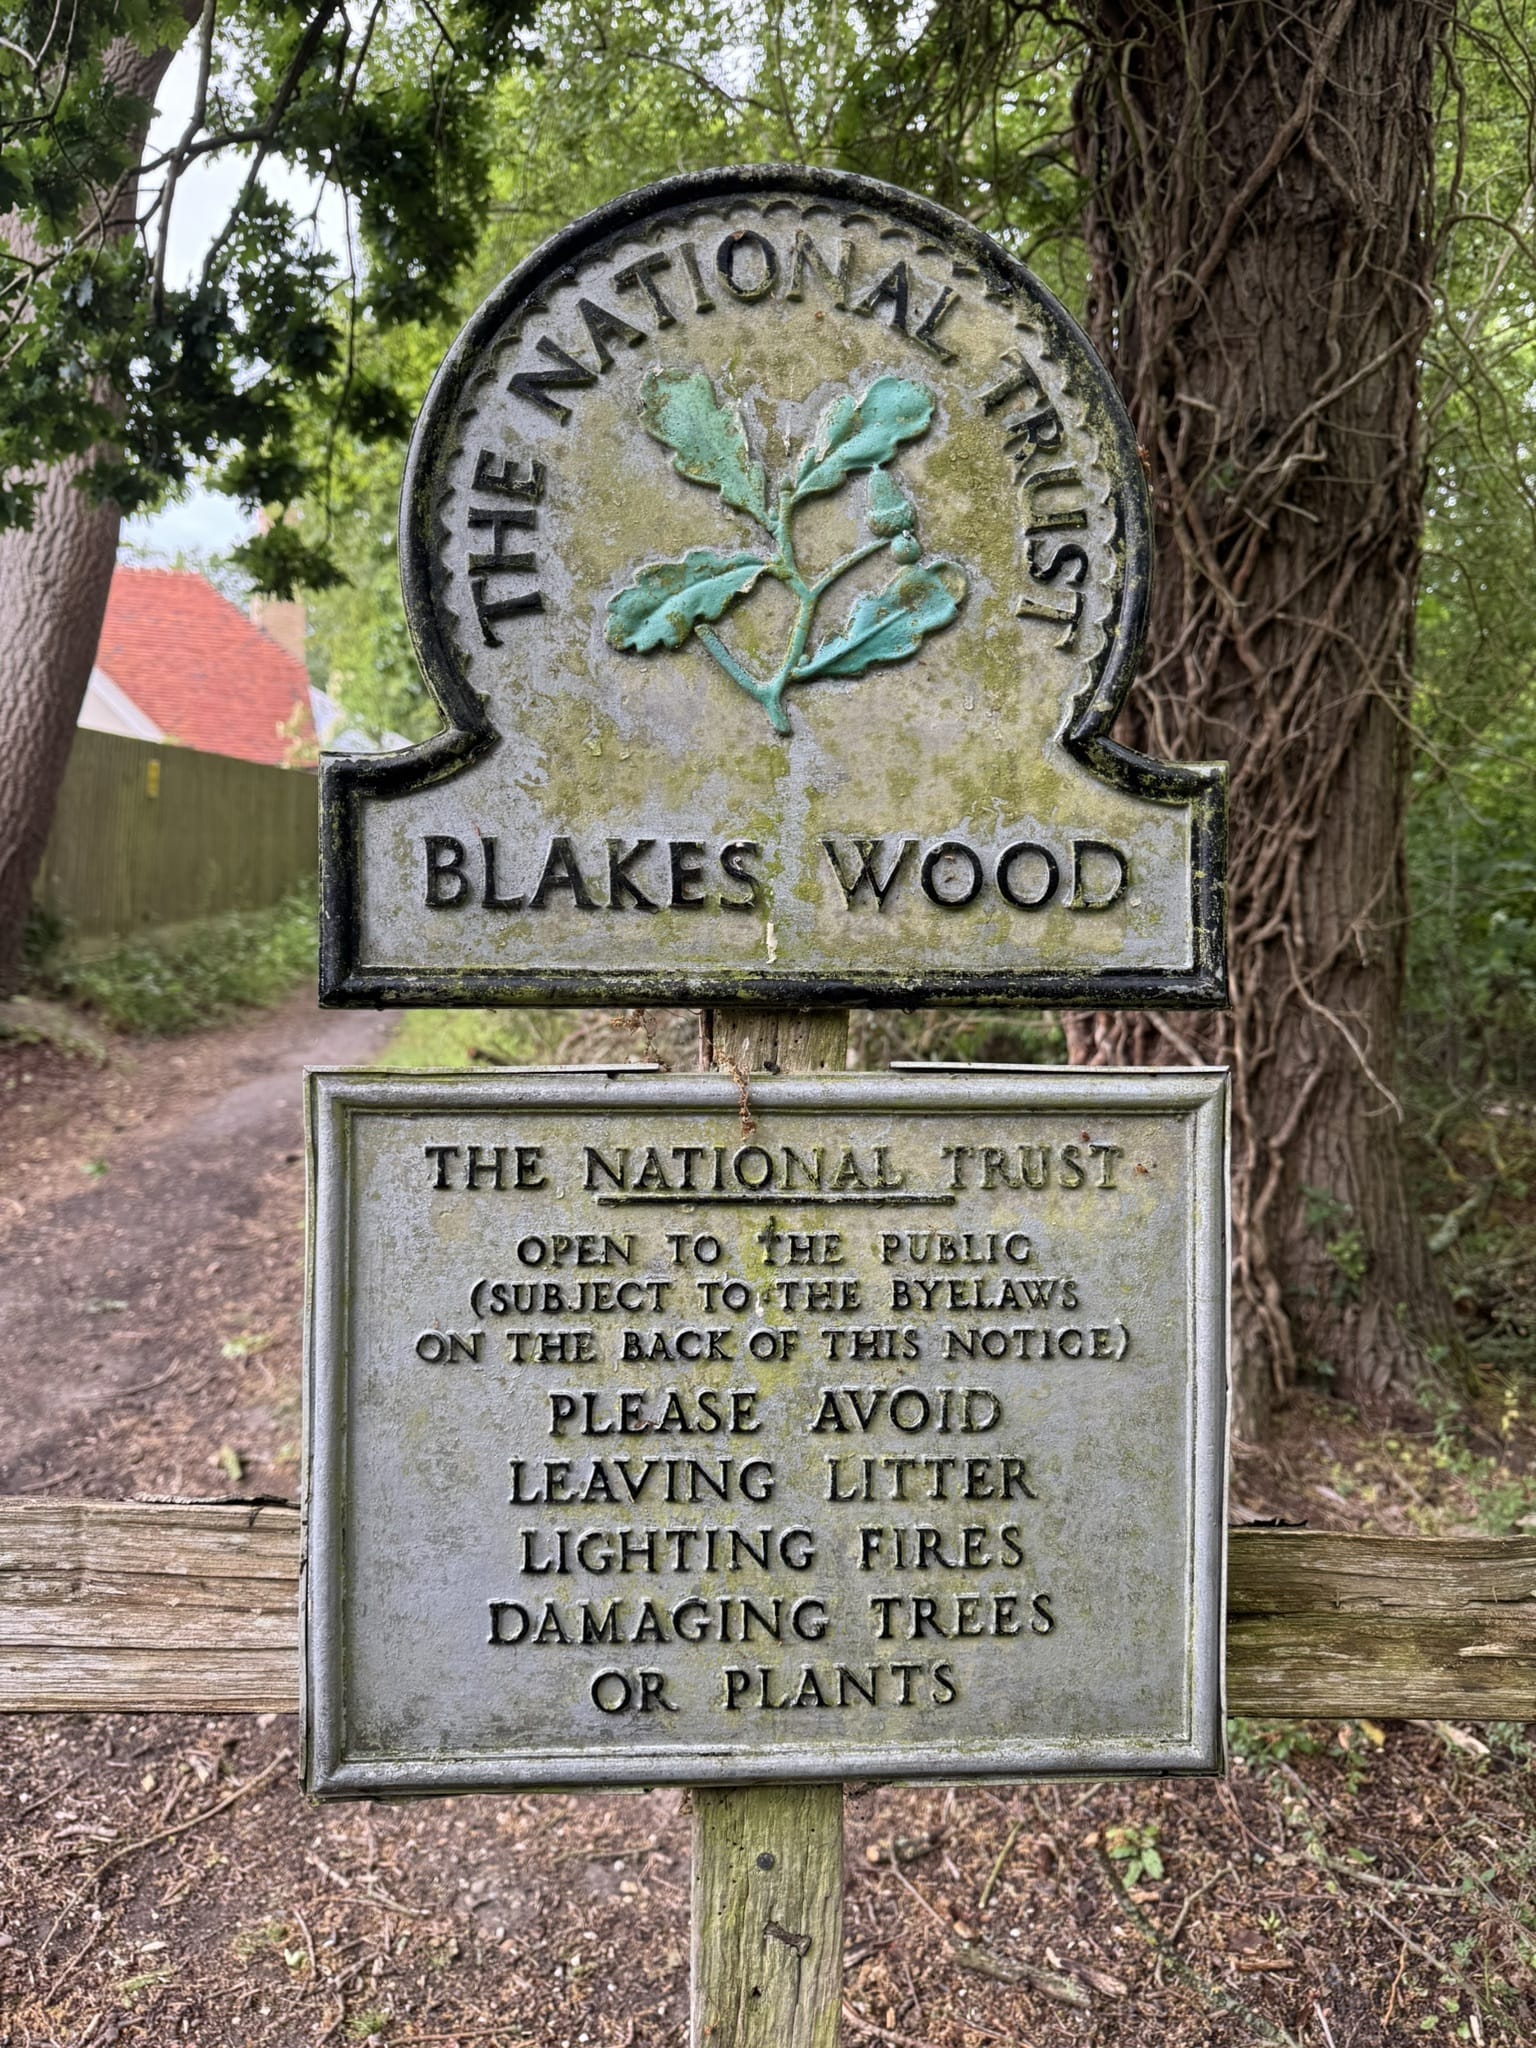 THE NATIONAL TRUST
BLAKES WOOD
THE NATIONAL TRUST
OPEN TO THE PUBLIC
(SUBJECT TO THE BYELAWS
ON THE BACK OF THIS NOTICE)
PLEASE AVOID
LEAVING LITTER
LIGHTING FIRES
DAMAGING TREES
OR PLANTS